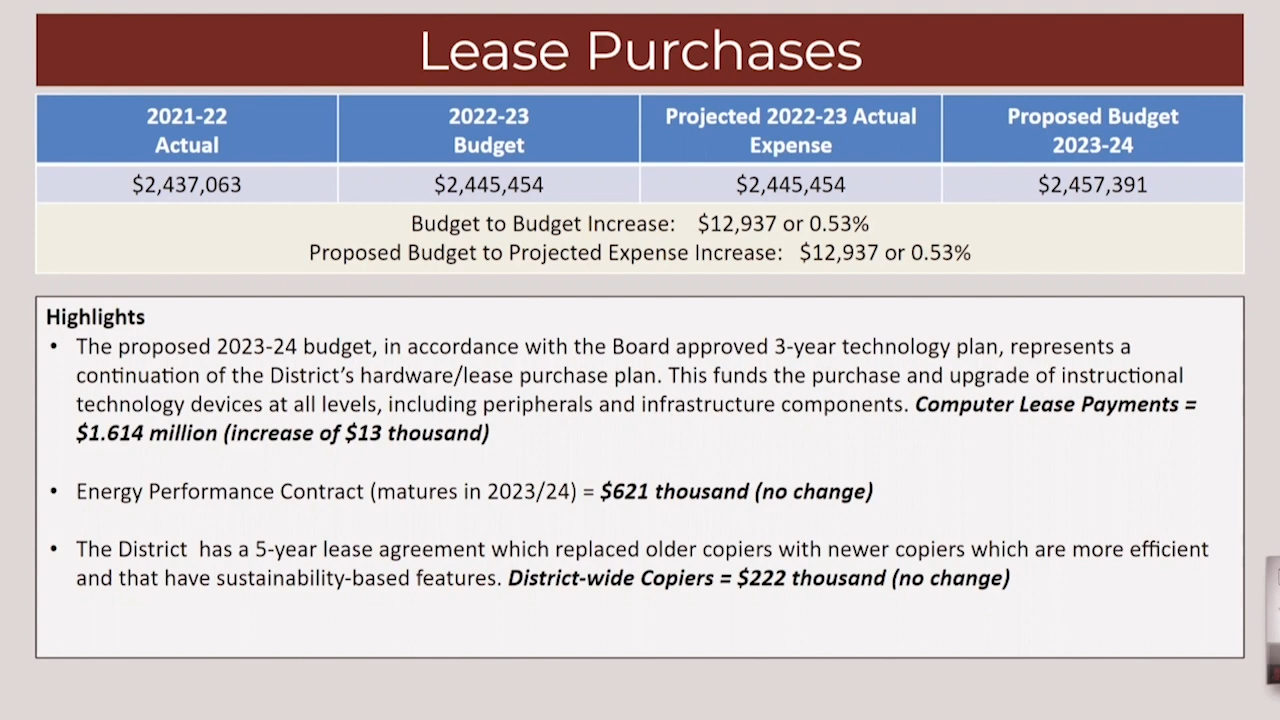 Lease Purchases
2021-22 Actual
2022-23 Budget
Projected 2022-23 Actual Expense
Proposed Budget 2023-24
$2,437,063
$2,445,454
$2,445,454
$2,457,391
Budget to Budget Increase: $12,937 or 0.53%
Proposed Budget to Projected Expense Increase: $12,937 or 0.53%
Highlights
• The proposed 2023-24 budget, in accordance with the Board approved 3-year technology plan, represents a
continuation of the District’s hardware/lease purchase plan. This funds the purchase and upgrade of instructional
technology devices at all levels, including peripherals and infrastructure components. Computer Lease Payments =
$1.614 million (increase of $13 thousand)
• Energy Performance Contract (matures in 2023/24) = $621 thousand (no change)
• The District has a 5-year lease agreement which replaced older copiers with newer copiers which are more efficient
and that have sustainability-based features. District-wide Copiers = $222 thousand (no change)